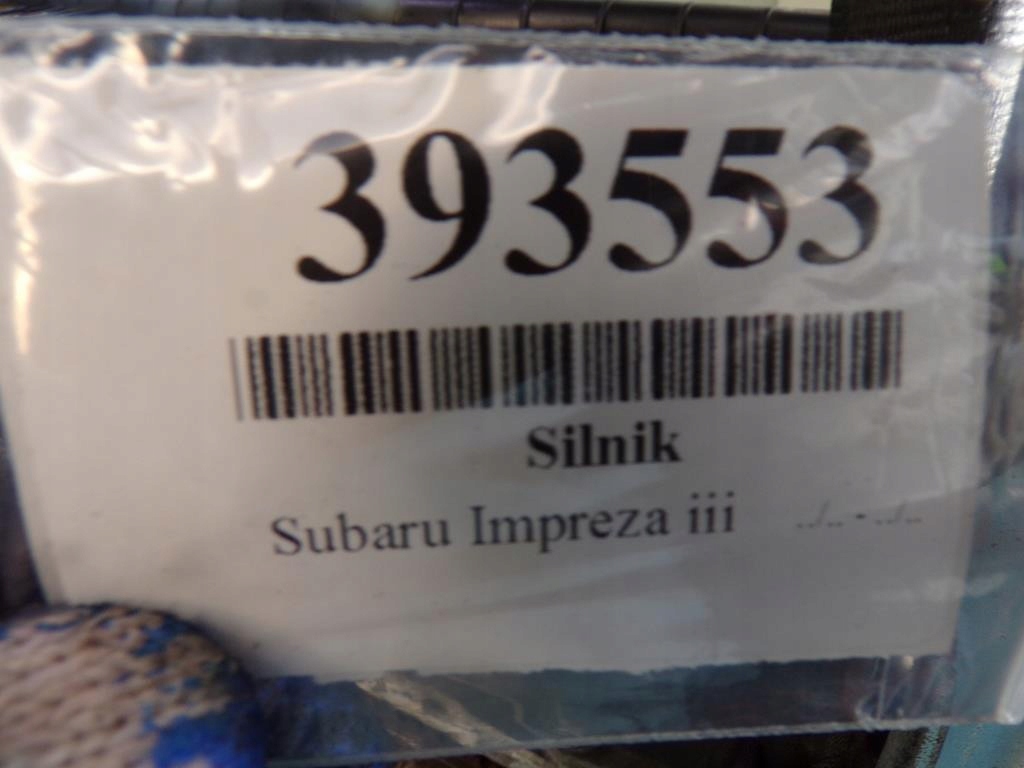 393553
Silnik
Subaru Impreza iii ../.. - ../..